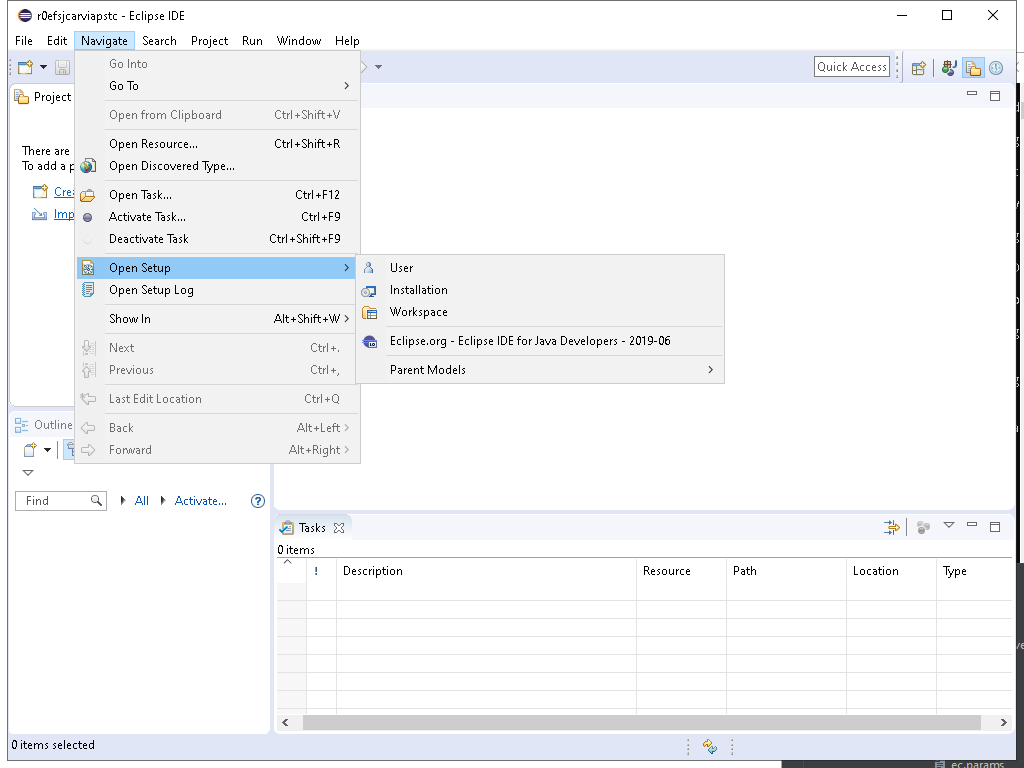 r0efsjcarviapstc - Eclipse IDE
File Edit Navigate Search Project Run Window Help
Quick Access
Go Into
Go To
Open from Clipboard Ctrl+Shift+V
Open Resource... Ctrl+Shift+R
Open Discovered Type...
Open Task... Ctrl+F12
Activate Task... Ctrl+F9
Deactivate Task Ctrl+Shift+F9
Open Setup
Open Setup Log
Show In Alt+Shift+W
Next Ctrl+.
Previous Ctrl+,
Last Edit Location Ctrl+Q
Back Alt+Left
Forward Alt+Right
User
Installation
Workspace
Eclipse.org - Eclipse IDE for Java Developers - 2019-06
Parent Models
Project
There are
To add a p
Crea
Imp
Outline
Find All Activate...
Tasks
0 items
! Description Resource Path Location Type
0 items selected
ec.params